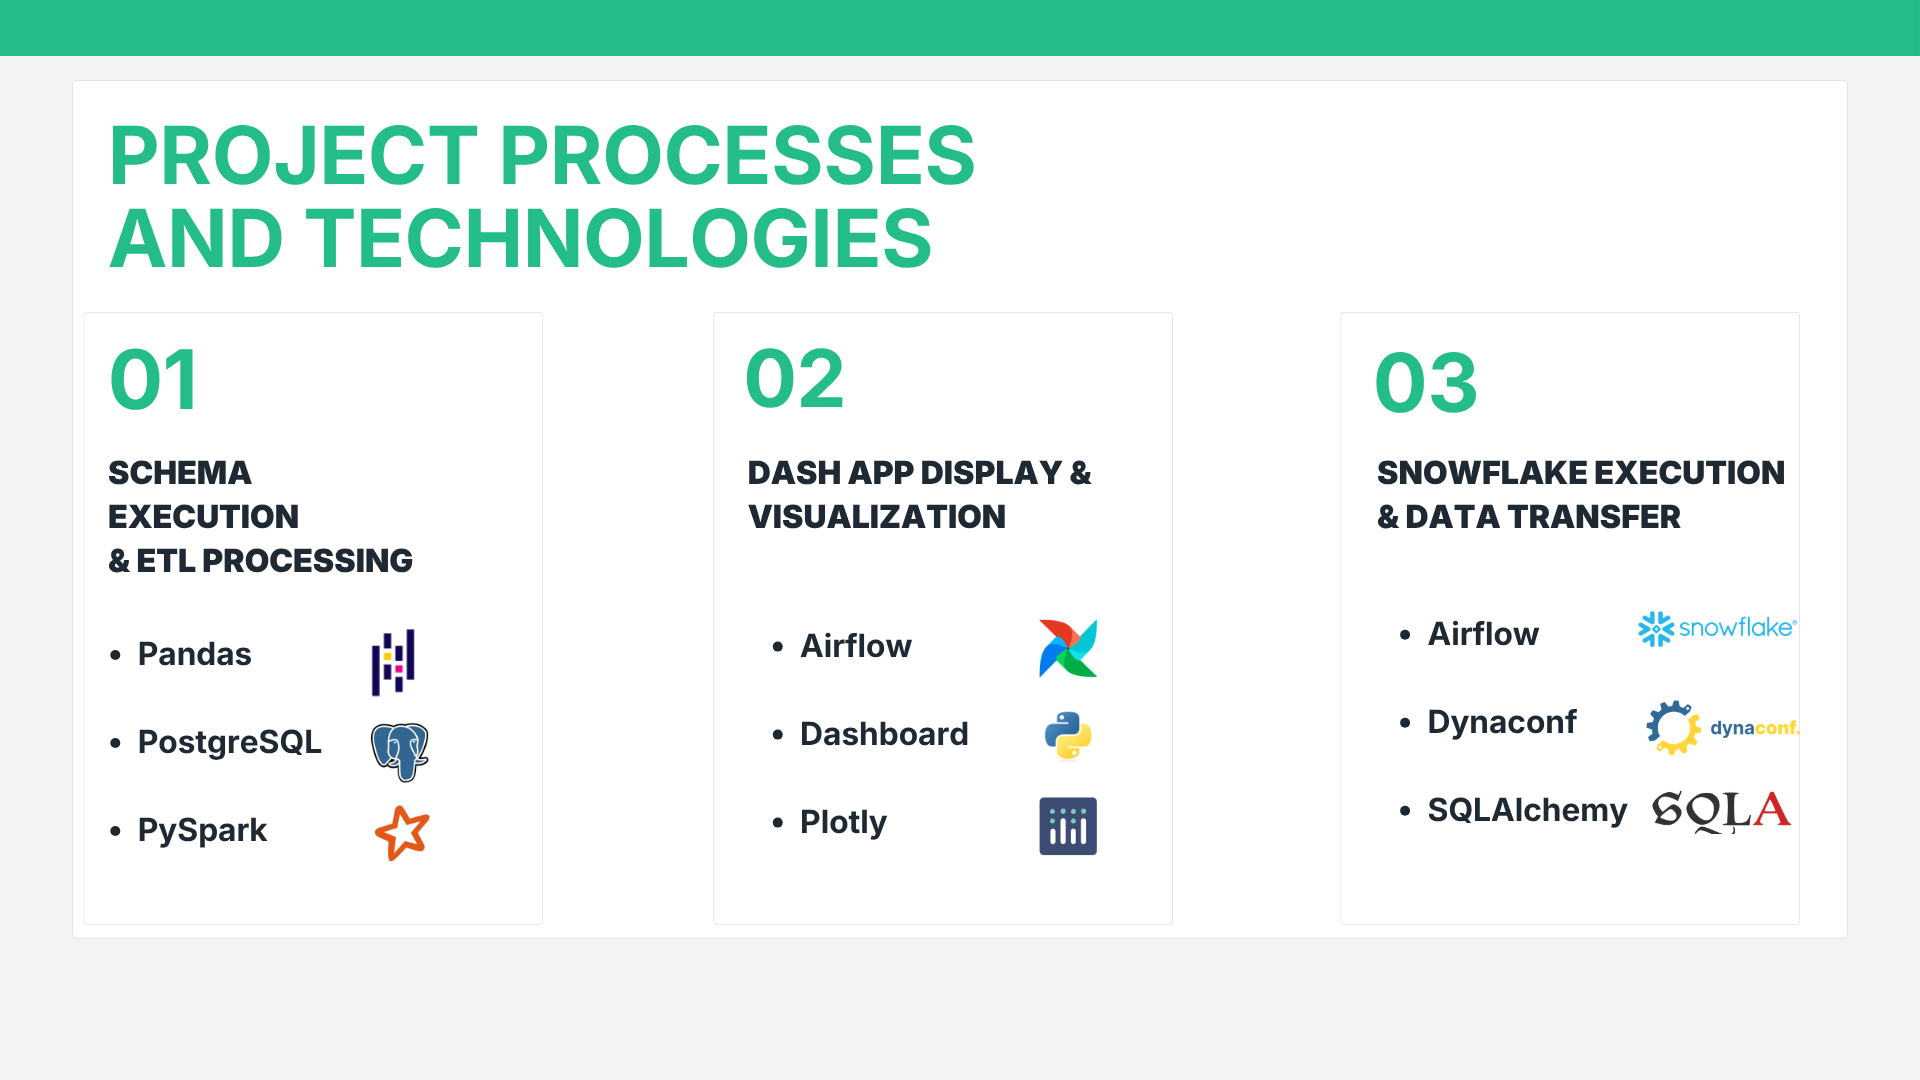 PROJECT PROCESSES
AND TECHNOLOGIES
01
SCHEMA
EXECUTION
& ETL PROCESSING
• Pandas
• PostgreSQL
• PySpark
02
DASH APP DISPLAY &
VISUALIZATION
• Airflow
• Dashboard
• Plotly
03
SNOWFLAKE EXECUTION
& DATA TRANSFER
• Airflow
snowflake®
• Dynaconf
dynaconf.
• SQLAlchemy
SQLA